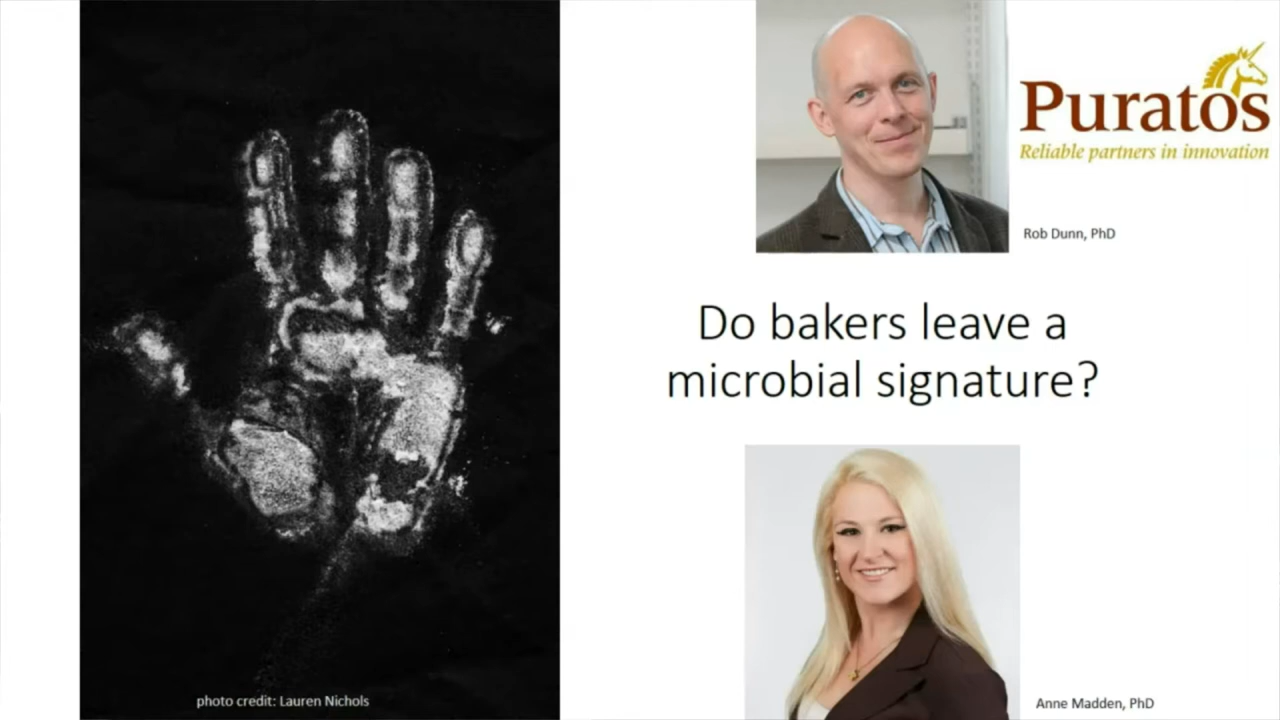 Puratos
Reliable partners in innovation
Rob Dunn, PhD
Do bakers leave a
microbial signature?
photo credit: Lauren Nichols
Anne Madden, PhD